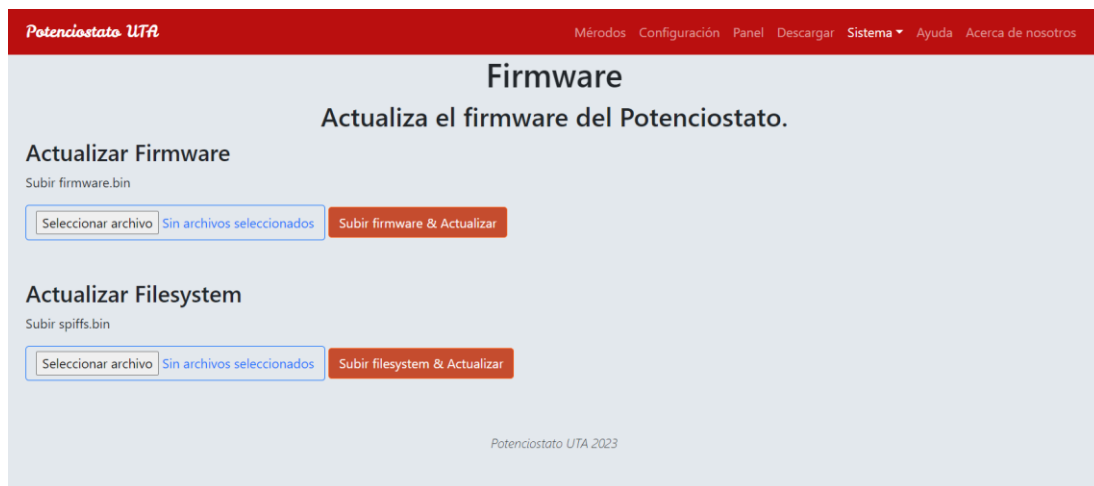 Potenciostato UTA
Mérodos Configuración Panel Descargar Sistema Ayuda Acerca de nosotros
Firmware
Actualiza el firmware del Potenciostato.
Actualizar Firmware
Subir firmware.bin
Seleccionar archivo Sin archivos seleccionados Subir firmware & Actualizar
Actualizar Filesystem
Subir spiffs.bin
Seleccionar archivo Sin archivos seleccionados Subir filesystem & Actualizar
Potenciostato UTA 2023